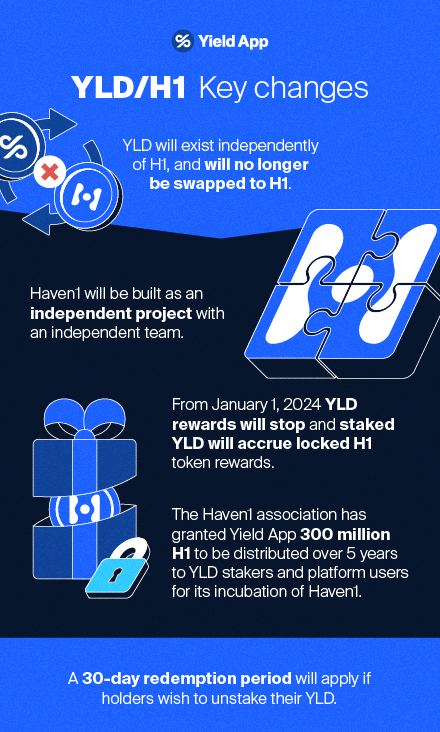 Yield App
YLD/H1 Key changes
YLD will exist independently
of H1, and will no longer
be swapped to H1.
Haven1 will be built as an
independent project with
an independent team.
From January 1, 2024 YLD
rewards will stop and staked
YLD will accrue locked H1
token rewards.
The Haven1 association has
granted Yield App 300 million
H1 to be distributed over 5 years
to YLD stakers and platform users
for its incubation of Haven1.
A 30-day redemption period will apply if
holders wish to unstake their YLD.